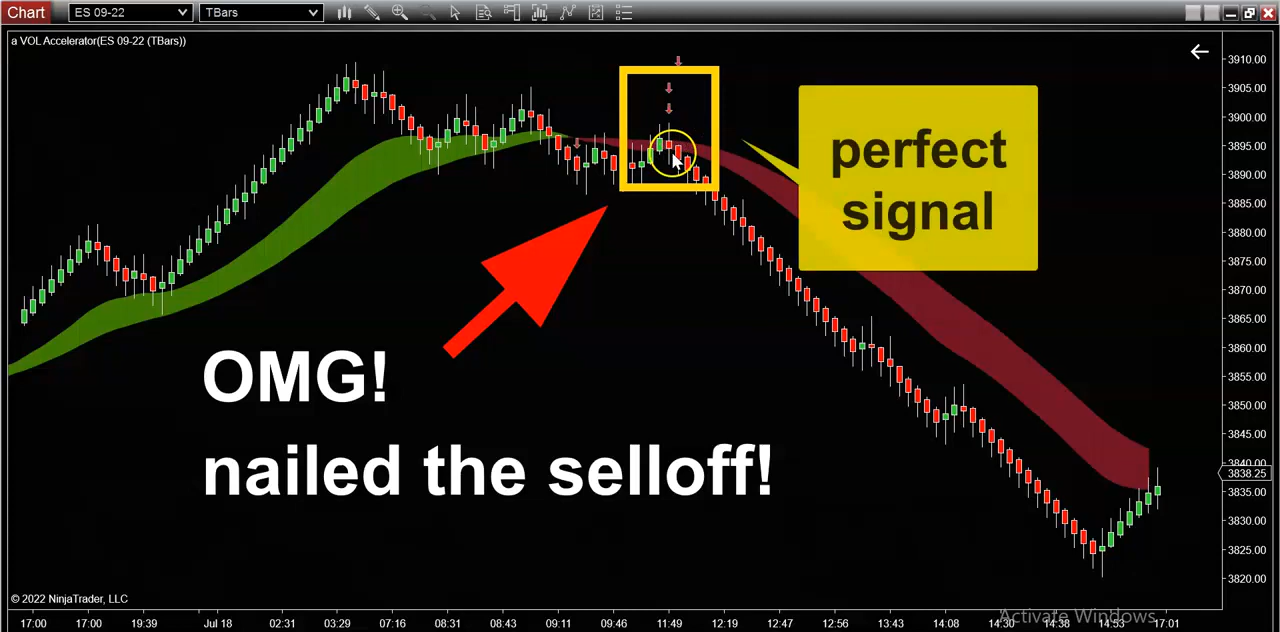 Chart ES 09-22 TBars
a VOL Accelerator(ES 09-22 (TBars))
perfect
signal
OMG!
nailed the selloff!
3910.00
3905.00
3900.00
3895.00
3890.00
3885.00
3880.00
3875.00
3870.00
3865.00
3860.00
3855.00
3850.00
3845.00
3840.00
3838.25
3835.00
3830.00
3825.00
3820.00
© 2022 NinjaTrader, LLC
Activate Windows
17:00 17:00 19:39 Jul 18 02:31 03:29 07:16 08:31 08:43 09:11 09:46 11:49 12:19 12:47 12:56 13:43 14:08 14:30 14:38 14:53 17:01